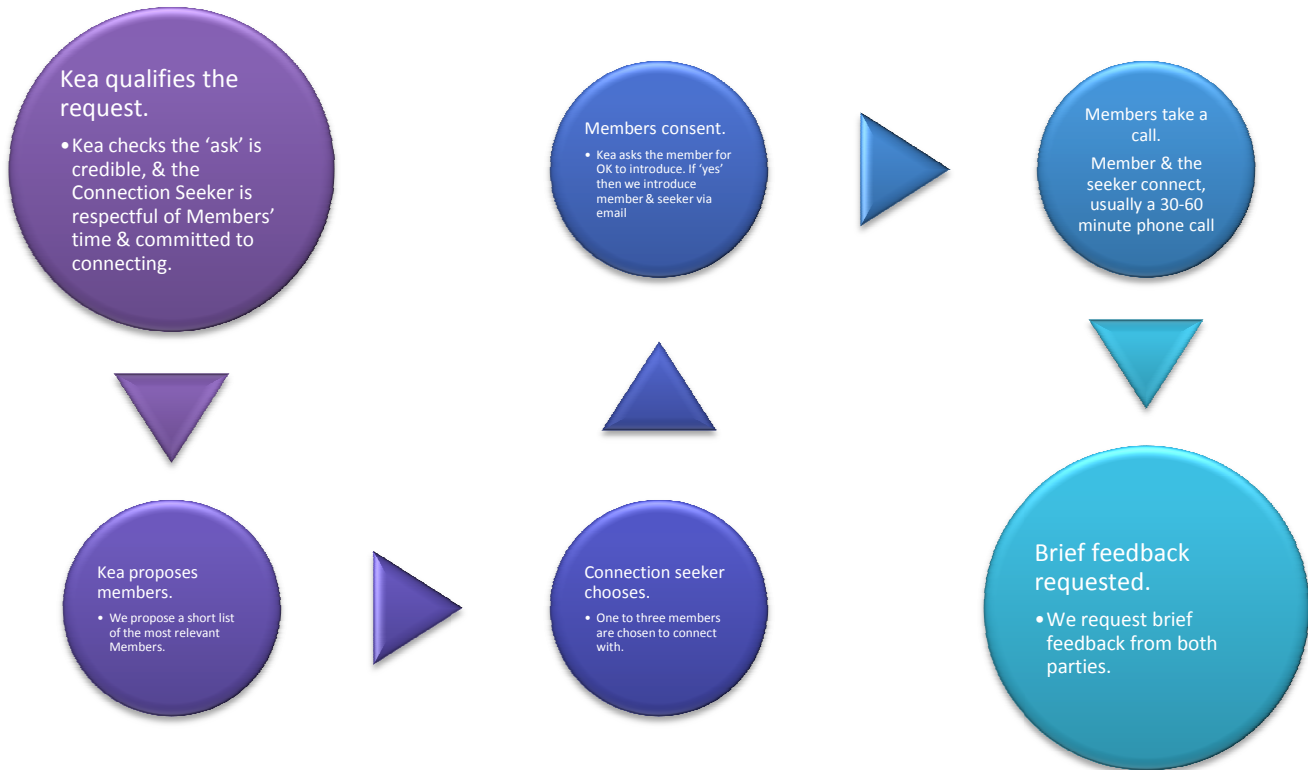 Kea qualifies the
request.
•Kea checks the ‘ask’ is
credible, & the
Connection Seeker is
respectful of Members’
time & committed to
connecting.
Kea proposes
members.
• We propose a short list
of the most relevant
Members.
Connection seeker
chooses.
• One to three members
are chosen to connect
with.
Members consent.
• Kea asks the member for
OK to introduce. If ‘yes’
then we introduce
member & seeker via
email
Members take a
call.
Member & the
seeker connect,
usually a 30-60
minute phone call
Brief feedback
requested.
•We request brief
feedback from both
parties.